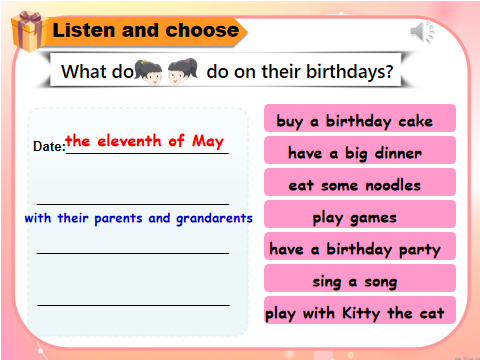 Listen and choose
What do do on their birthdays?
Date: the eleventh of May
with their parents and grandarents
buy a birthday cake
have a big dinner
eat some noodles
play games
have a birthday party
sing a song
play with Kitty the cat